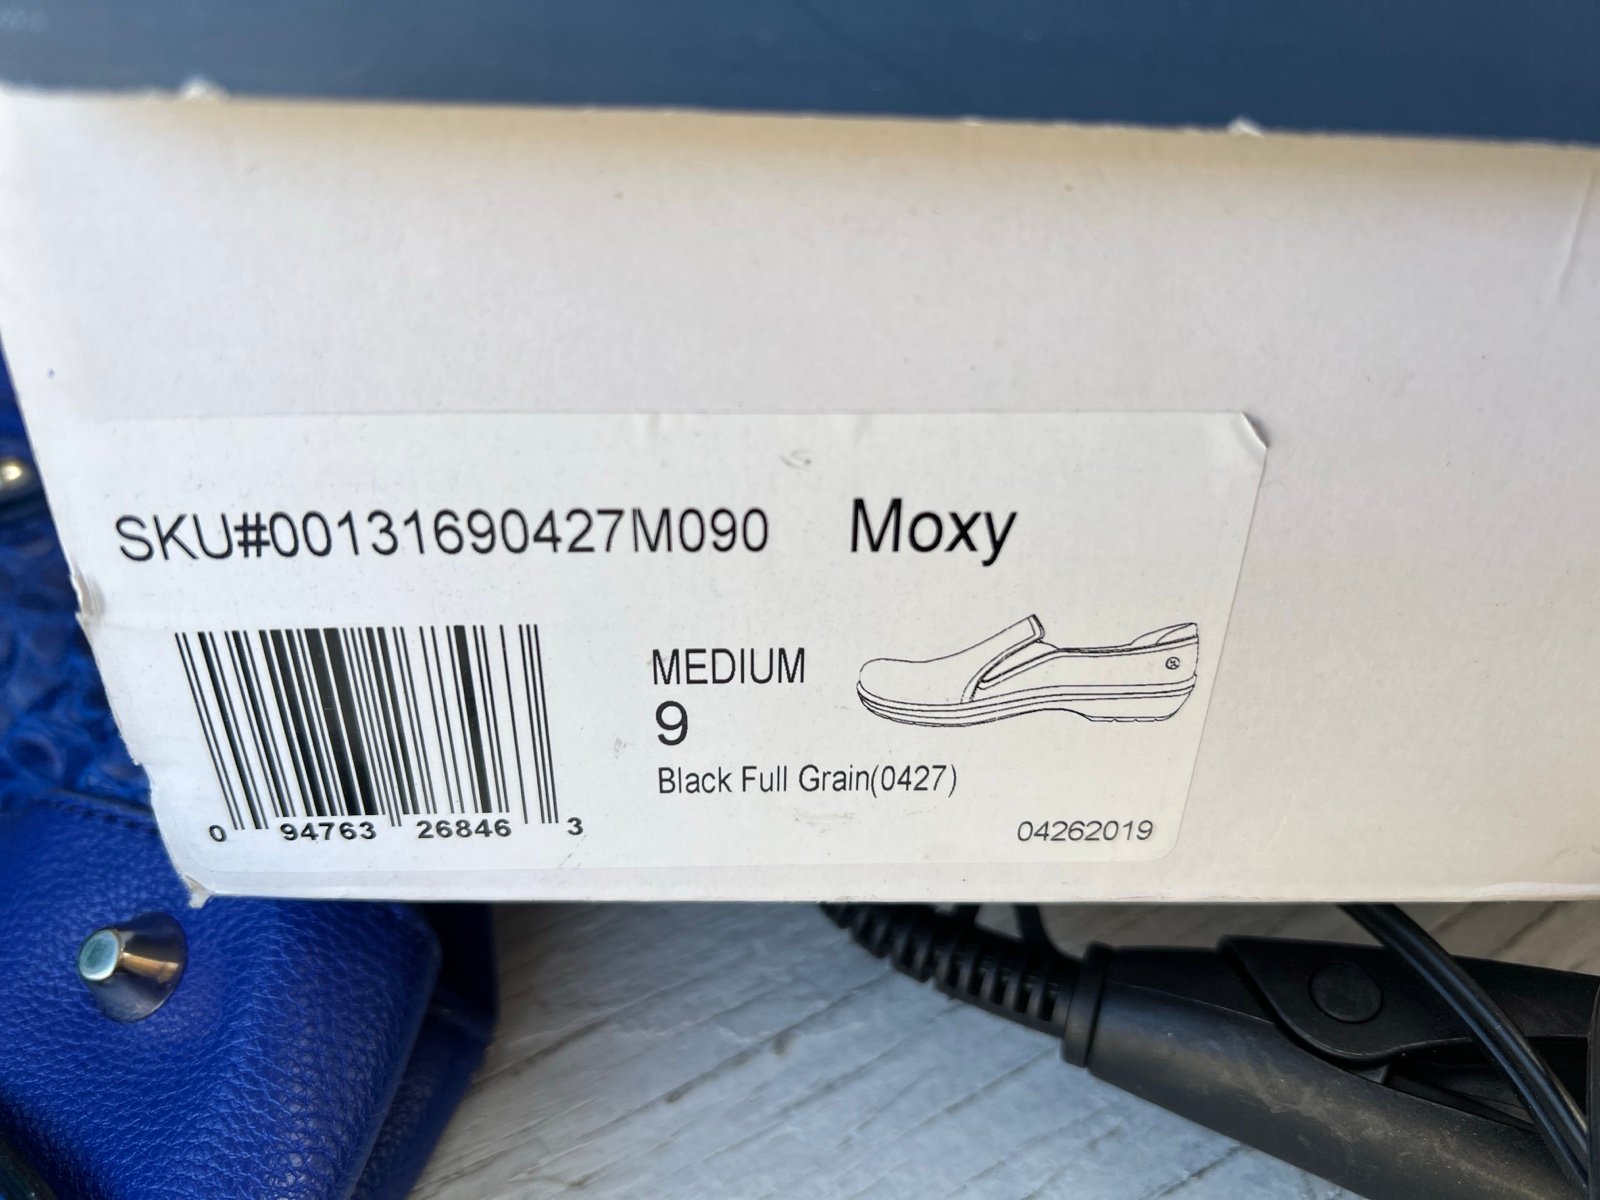 SKU#00131690427M090 Moxy
MEDIUM
9
Black Full Grain(0427)
0 94763 26846 3
04262019